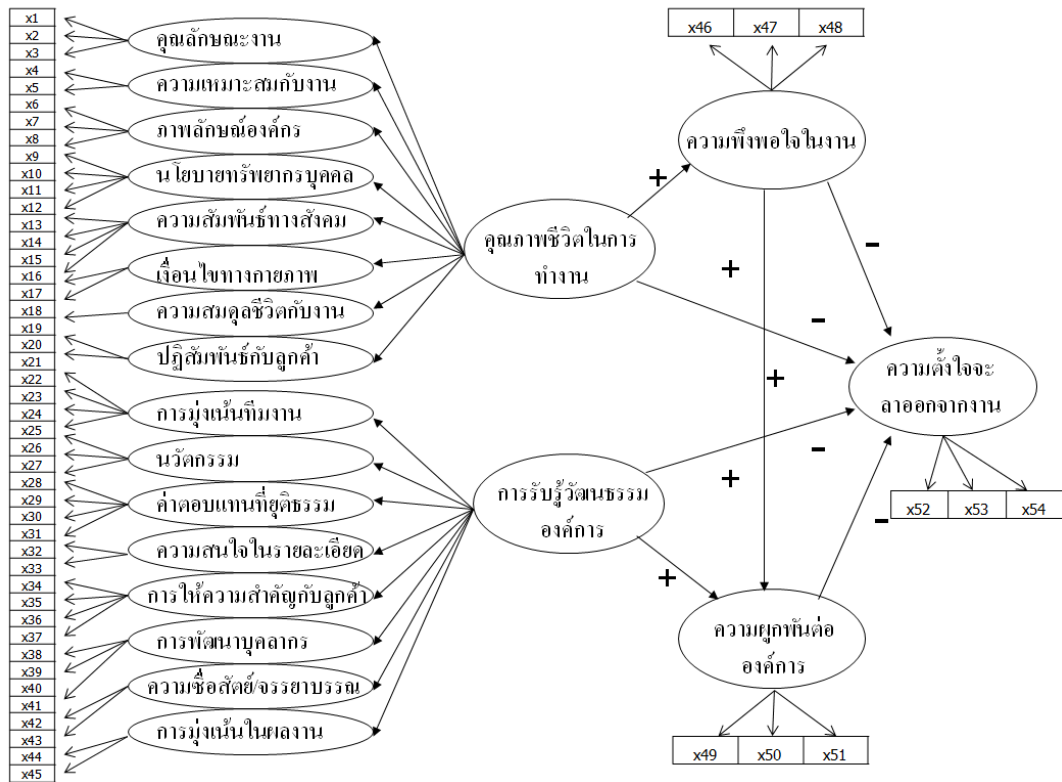 x1
x2
x3
x4
x5
x6
x7
x8
x9
x10
x11
x12
x13
x14
x15
x16
x17
x18
x19
x20
x21
x22
x23
x24
x25
x26
x27
x28
x29
x30
x31
x32
x33
x34
x35
x36
x37
x38
x39
x40
x41
x42
x43
x44
x45
คุณลักษณะงาน
ความเหมาะสมกับงาน
ภาพลักษณ์องค์กร
นโยบายทรัพยากรบุคคล
ความสัมพันธ์ทางสังคม
เงื่อนไขทางกายภาพ
ความสมดุลชีวิตกับงาน
ปฏิสัมพันธ์กับลูกค้า
การมุ่งเน้นทีมงาน
นวัตกรรม
ค่าตอบแทนที่ยุติธรรม
ความสนใจในรายละเอียด
การให้ความสำคัญกับลูกค้า
การพัฒนาบุคลากร
ความซื่อสัตย์/จรรยาบรรณ
การมุ่งเน้นในผลงาน
คุณภาพชีวิตในการ
ทำงาน
การรับรู้วัฒนธรรม
องค์การ
x46 x47 x48
ความพึงพอใจในงาน
+
-
+
-
+
-
+
+
-
ความตั้งใจจะ
ลาออกจากงาน
x52 x53 x54
ความผูกพันต่อ
องค์การ
x49 x50 x51